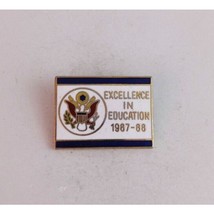 EXCELLENCE
IN
EDUCATION
1987-88